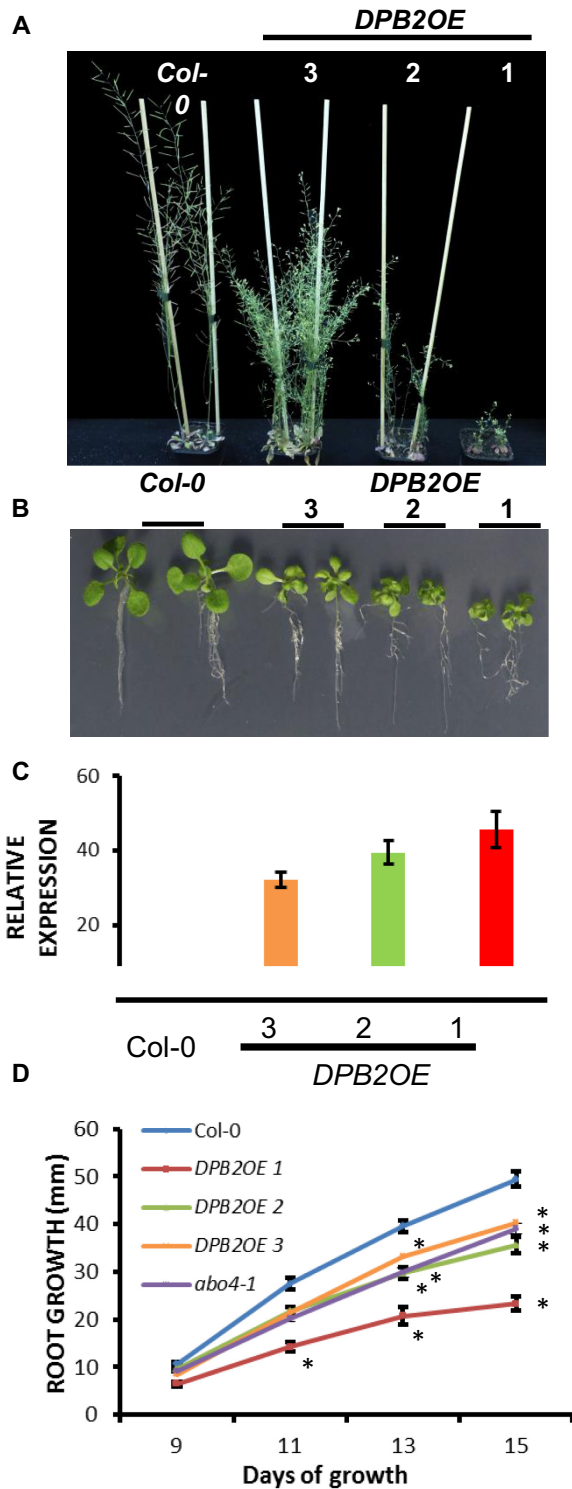 A
DPB2OE
Col-0
3 2 1
Col-0 DPB2OE
B
3 2 1
C
RELATIVE
EXPRESSION
60
40
20
Col-0
3 2 1
DPB2OE
D
ROOT GROWTH (mm)
60
50
40
30
20
10
0
Col-0
DPB2OE 1
DPB2OE 2
DPB2OE 3
abo4-1
*
*
*
*
*
*
*
*
*
9 11 13 15
Days of growth